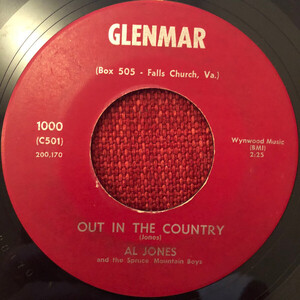 GLENMAR
(Box 505 - Falls Church, Va.)
1000
(C501)
200,170
Wynwood Music
(BMI)
2:25
OUT IN THE COUNTRY
(Jones)
AL JONES
and the Spruce Mountain Boys